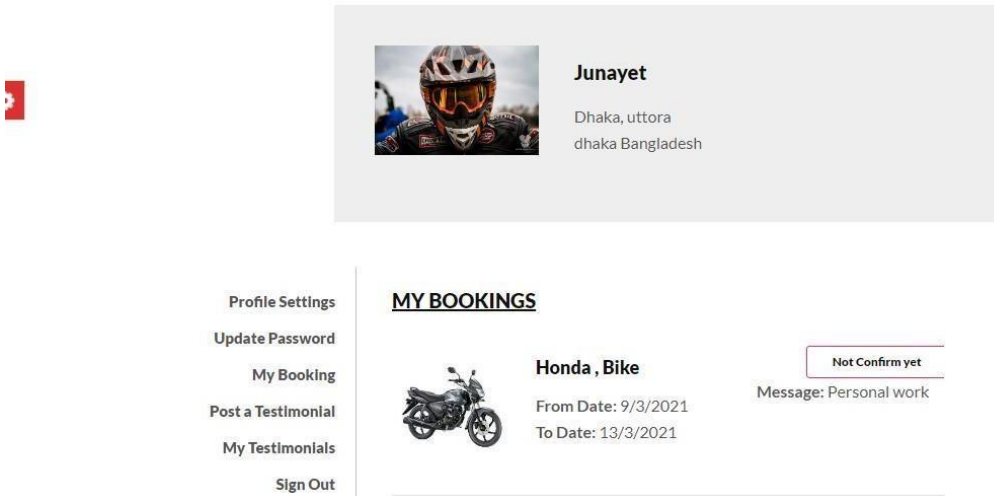 Junayet
Dhaka, uttora
dhaka Bangladesh
Profile Settings
Update Password
My Booking
Post a Testimonial
My Testimonials
Sign Out
MY BOOKINGS
Honda , Bike
From Date: 9/3/2021
To Date: 13/3/2021
Not Confirm yet
Message: Personal work